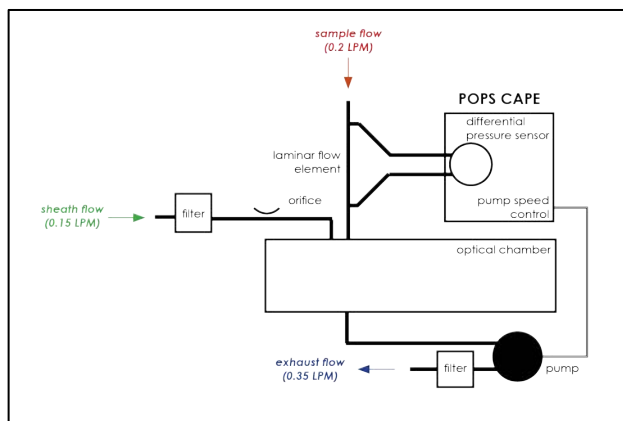 sample flow
(0.2 LPM)
POPS CAPE
differential
pressure sensor
laminar flow
element
sheath flow
(0.15 LPM)
filter
orifice
pump speed
control
optical chamber
exhaust flow
(0.35 LPM)
filter
pump